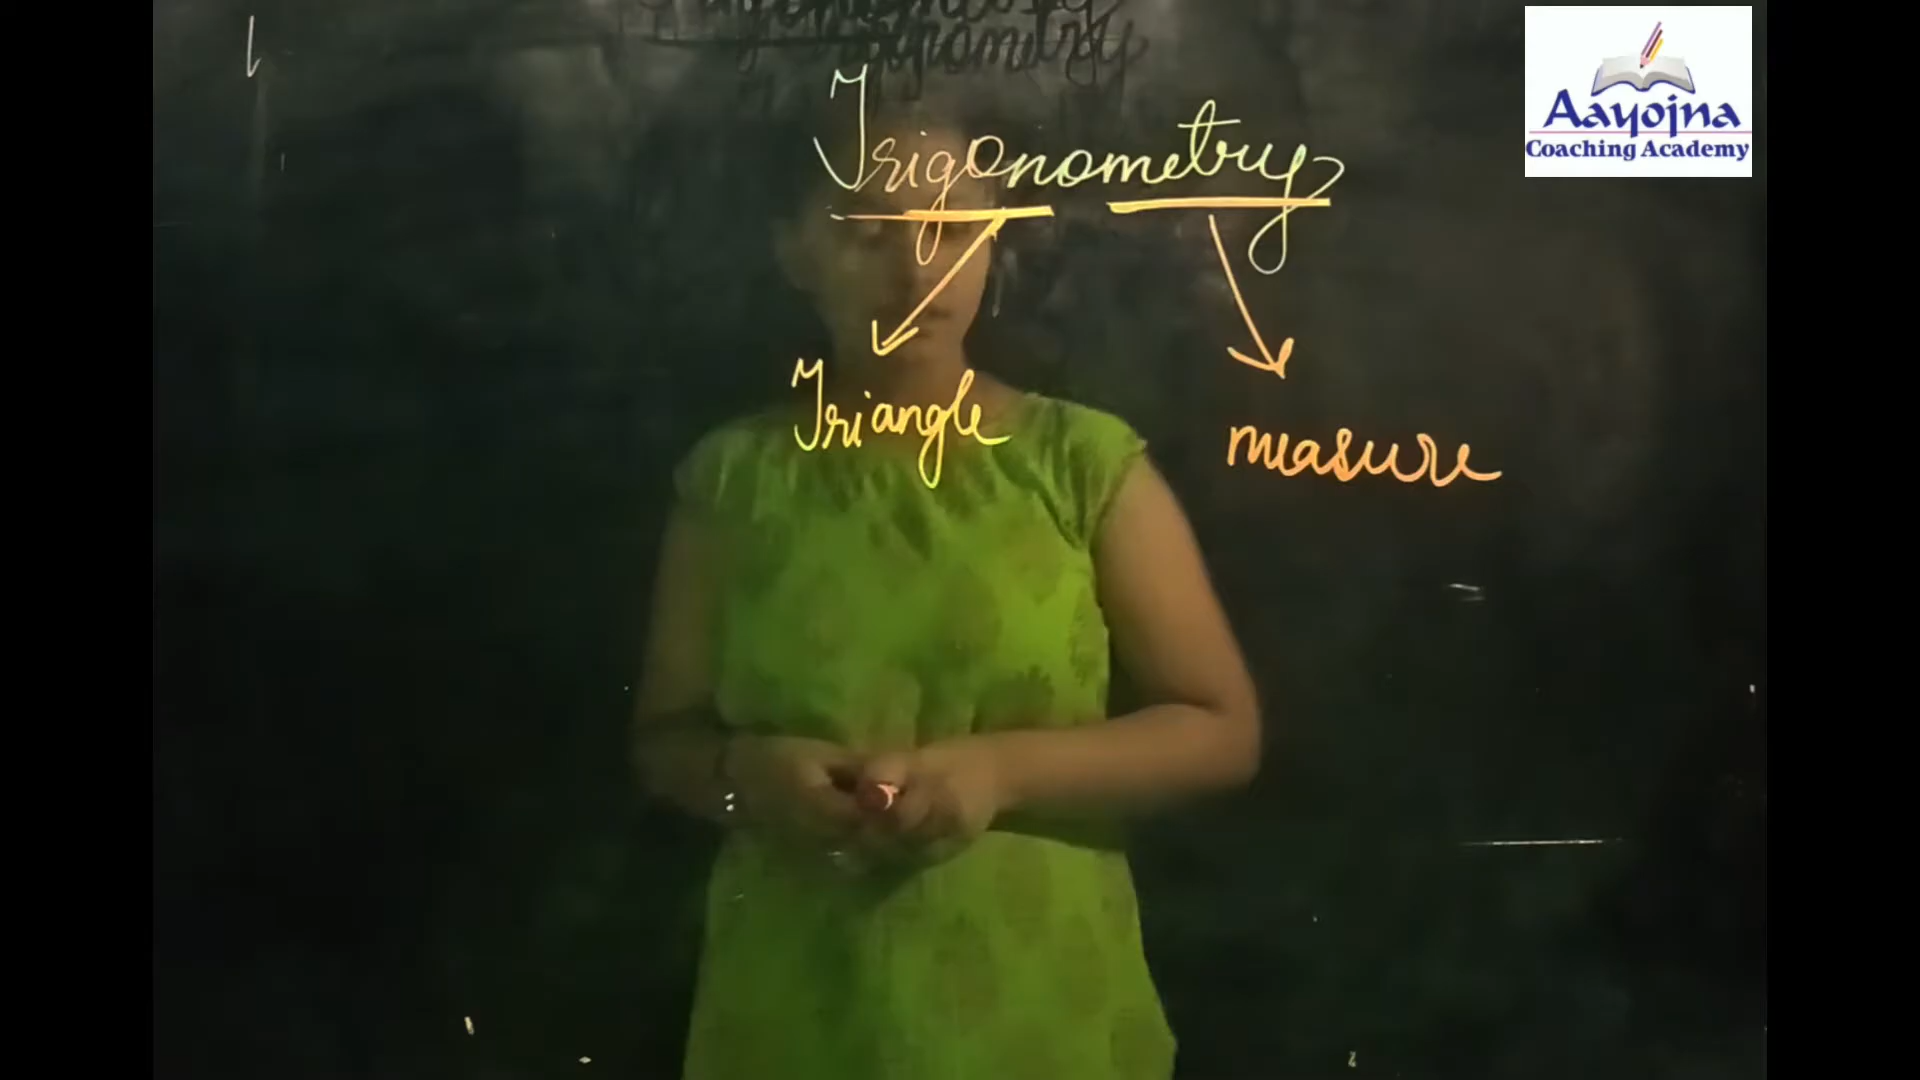 Trigonometry
Triangle
measure
Aayojna
Coaching Academy